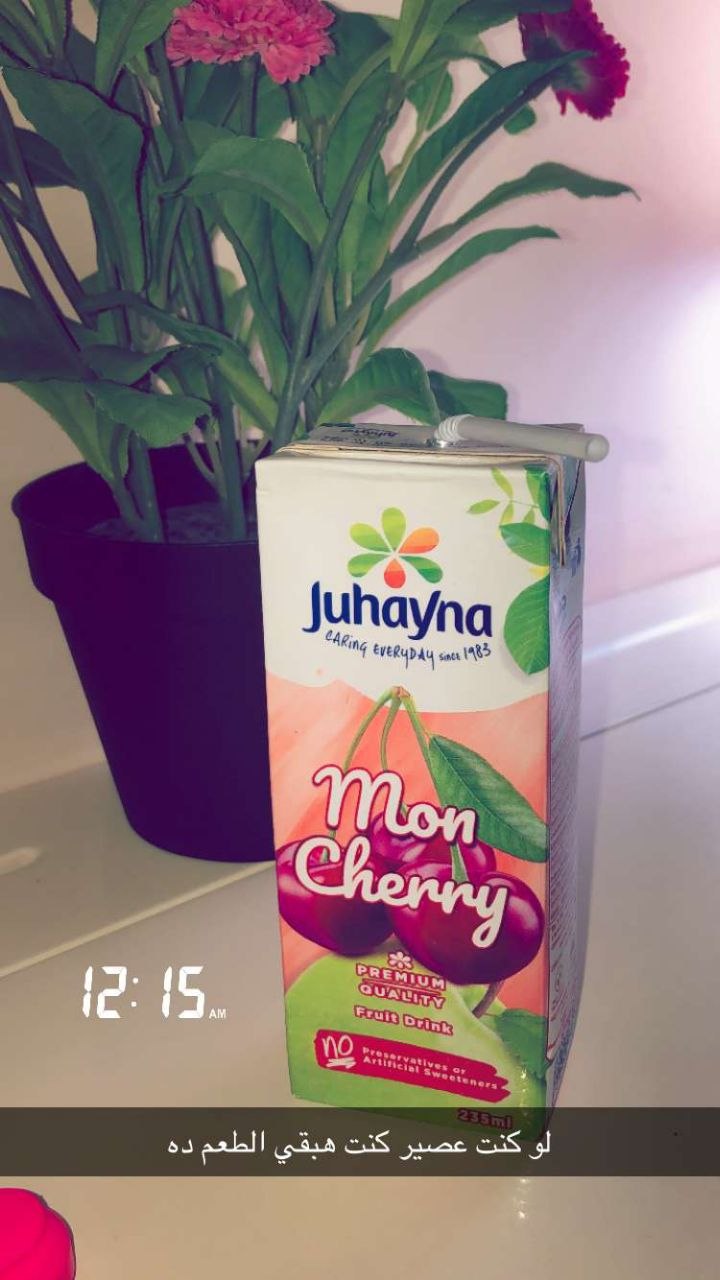 Juhayna
CARING EVERYDAY SINCE 1983
Mon
Cherry
PREMIUM
QUALITY
Fruit Drink
no
Preservatives or
Artificial Sweeteners
12:15 AM
235ml
لو كنت عصير كنت هبقي الطعم ده